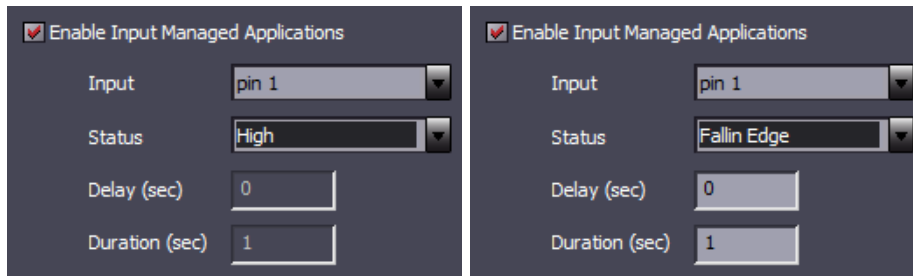 Enable Input Managed Applications
Input pin 1
Status High
Delay (sec) 0
Duration (sec) 1
Enable Input Managed Applications
Input pin 1
Status Fallin Edge
Delay (sec) 0
Duration (sec) 1